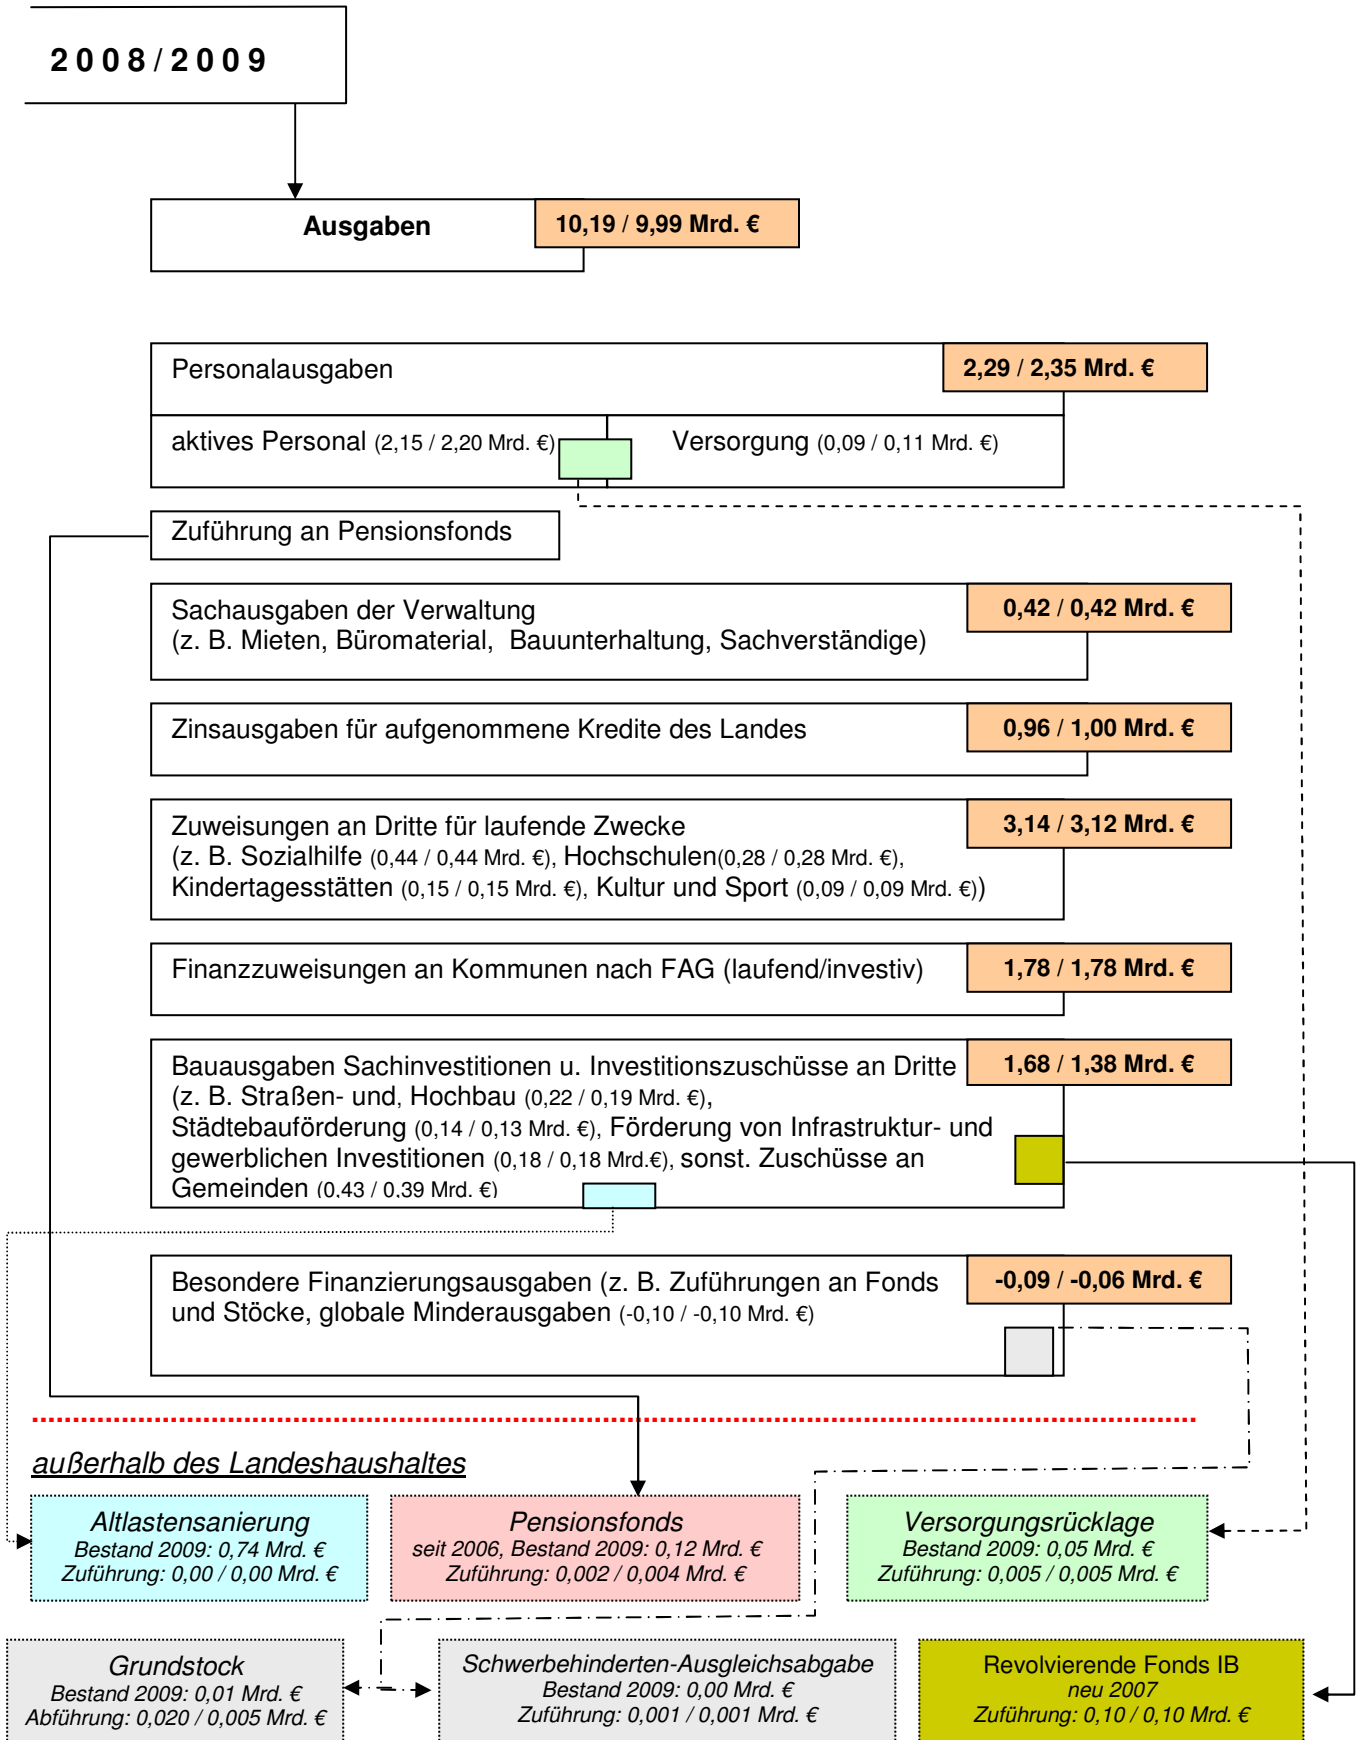 2008/2009
Ausgaben
10,19 / 9,99 Mrd. €
Personalausgaben
2,29 / 2,35 Mrd. €
aktives Personal (2,15 / 2,20 Mrd. €)
Versorgung (0,09 / 0,11 Mrd. €)
Zuführung an Pensionsfonds
Sachausgaben der Verwaltung
0,42 / 0,42 Mrd. €
(z. B. Mieten, Büromaterial, Bauunterhaltung, Sachverständige)
Zinsausgaben für aufgenommene Kredite des Landes
0,96 / 1,00 Mrd. €
Zuweisungen an Dritte für laufende Zwecke
3,14 / 3,12 Mrd. €
(z. B. Sozialhilfe (0,44 / 0,44 Mrd. €), Hochschulen(0,28 / 0,28 Mrd. €),
Kindertagesstätten (0,15 / 0,15 Mrd. €), Kultur und Sport (0,09 / 0,09 Mrd. €))
Finanzzuweisungen an Kommunen nach FAG (laufend/investiv)
1,78 / 1,78 Mrd. €
Bauausgaben Sachinvestitionen u. Investitionszuschüsse an Dritte
1,68 / 1,38 Mrd. €
(z. B. Straßen- und, Hochbau (0,22 / 0,19 Mrd. €),
Städtebauförderung (0,14 / 0,13 Mrd. €), Förderung von Infrastruktur- und
gewerblichen Investitionen (0,18 / 0,18 Mrd.€), sonst. Zuschüsse an
Gemeinden (0,43 / 0,39 Mrd. €)
Besondere Finanzierungsausgaben (z. B. Zuführungen an Fonds
-0,09 / -0,06 Mrd. €
und Stöcke, globale Minderausgaben (-0,10 / -0,10 Mrd. €)
außerhalb des Landeshaushaltes
Altlastensanierung
Bestand 2009: 0,74 Mrd. €
Zuführung: 0,00 / 0,00 Mrd. €
Pensionsfonds
seit 2006, Bestand 2009: 0,12 Mrd. €
Zuführung: 0,002 / 0,004 Mrd. €
Versorgungsrücklage
Bestand 2009: 0,05 Mrd. €
Zuführung: 0,005 / 0,005 Mrd. €
Grundstock
Bestand 2009: 0,01 Mrd. €
Abführung: 0,020 / 0,005 Mrd. €
Schwerbehinderten-Ausgleichsabgabe
Bestand 2009: 0,00 Mrd. €
Zuführung: 0,001 / 0,001 Mrd. €
Revolvierende Fonds IB
neu 2007
Zuführung: 0,10 / 0,10 Mrd. €